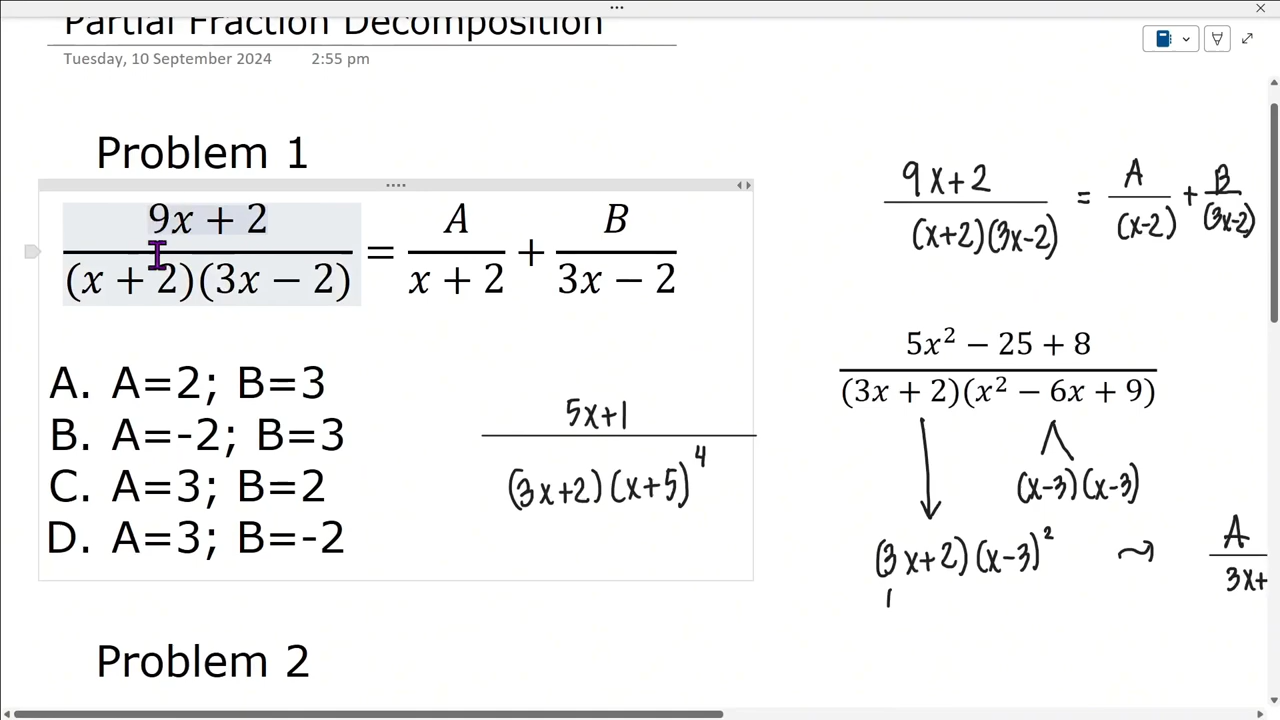 Partial Fraction Decomposition
Tuesday, 10 September 2024 2:55 pm
Problem 1
9x + 2
(x + 2)(3x − 2)
=
A
x + 2
+
B
3x − 2
A. A=2; B=3
B. A=-2; B=3
C. A=3; B=2
D. A=3; B=-2
5x+1
(3x+2)(x+5)^4
Problem 2
9x+2
(x+2)(3x-2)
=
A
(x-2)
+
B
(3x-2)
5x² − 25 + 8
(3x + 2)(x² − 6x + 9)
(x-3)(x-3)
(3x+2)(x-3)²
A
3x+